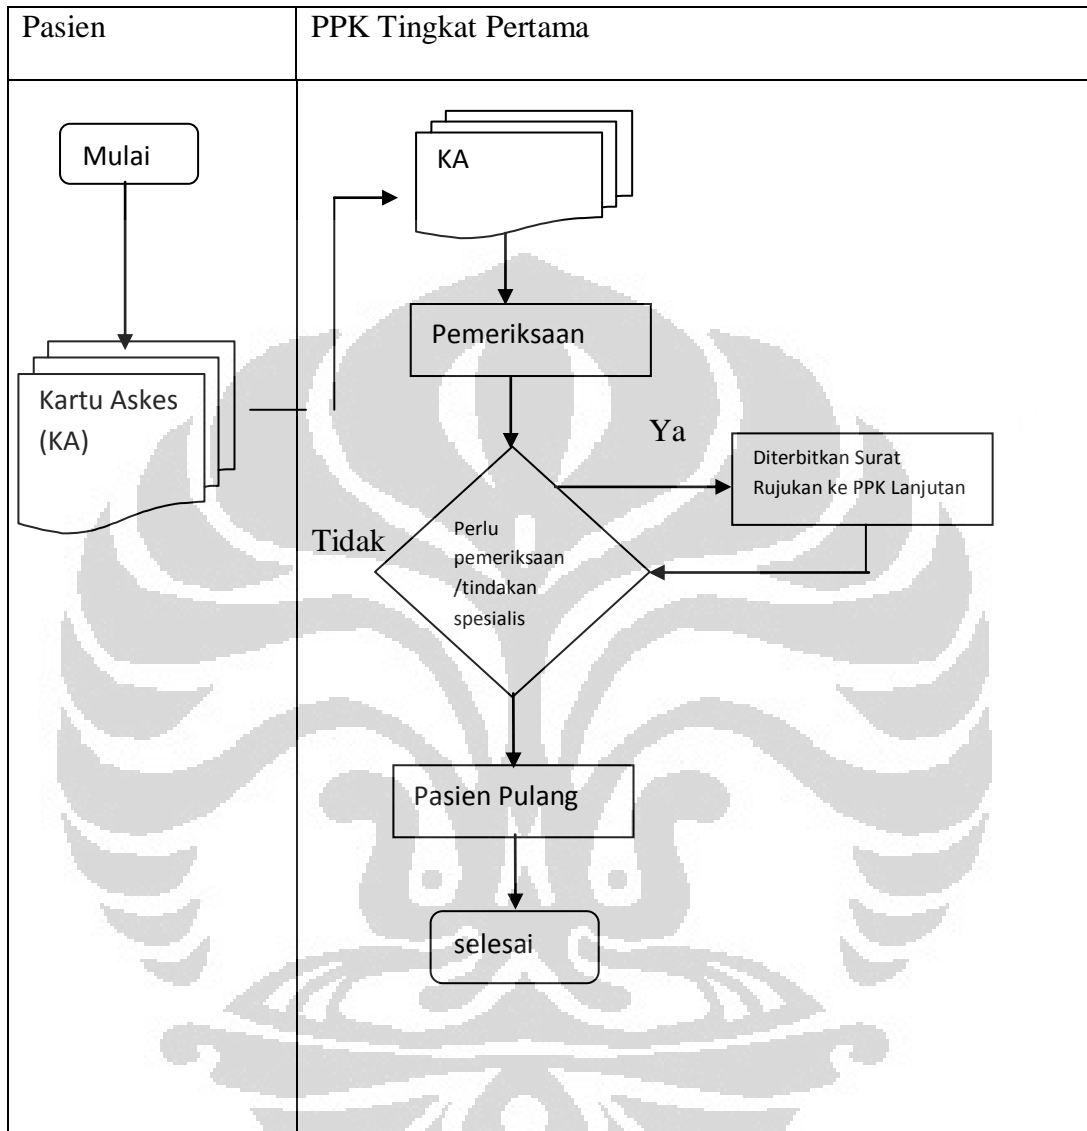 Pasien
PPK Tingkat Pertama
Mulai
KA
Kartu Askes
(KA)
Pemeriksaan
Ya
Diterbitkan Surat
Rujukan ke PPK Lanjutan
Tidak
Perlu
pemeriksaan
/tindakan
spesialis
Pasien Pulang
selesai